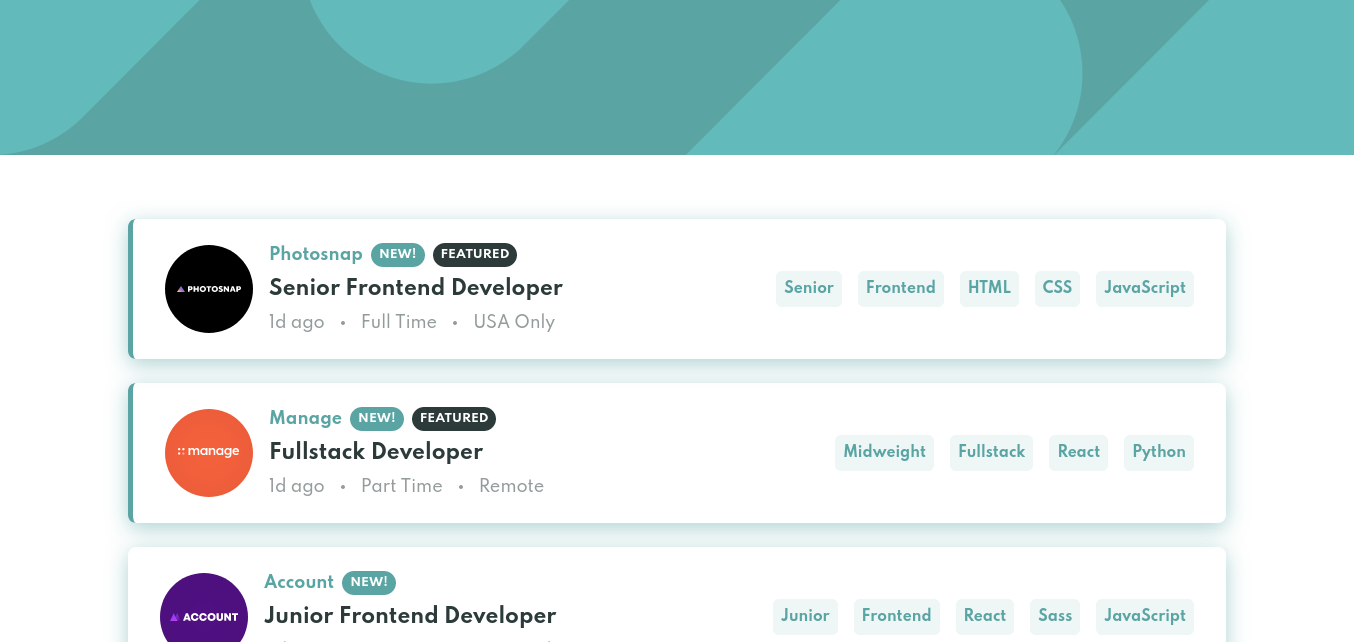 Photosnap NEW! FEATURED
PHOTOSNAP
Senior Frontend Developer
1d ago • Full Time • USA Only
Senior Frontend HTML CSS JavaScript
Manage NEW! FEATURED
manage
Fullstack Developer
1d ago • Part Time • Remote
Midweight Fullstack React Python
Account NEW!
ACCOUNT
Junior Frontend Developer
Junior Frontend React Sass JavaScript